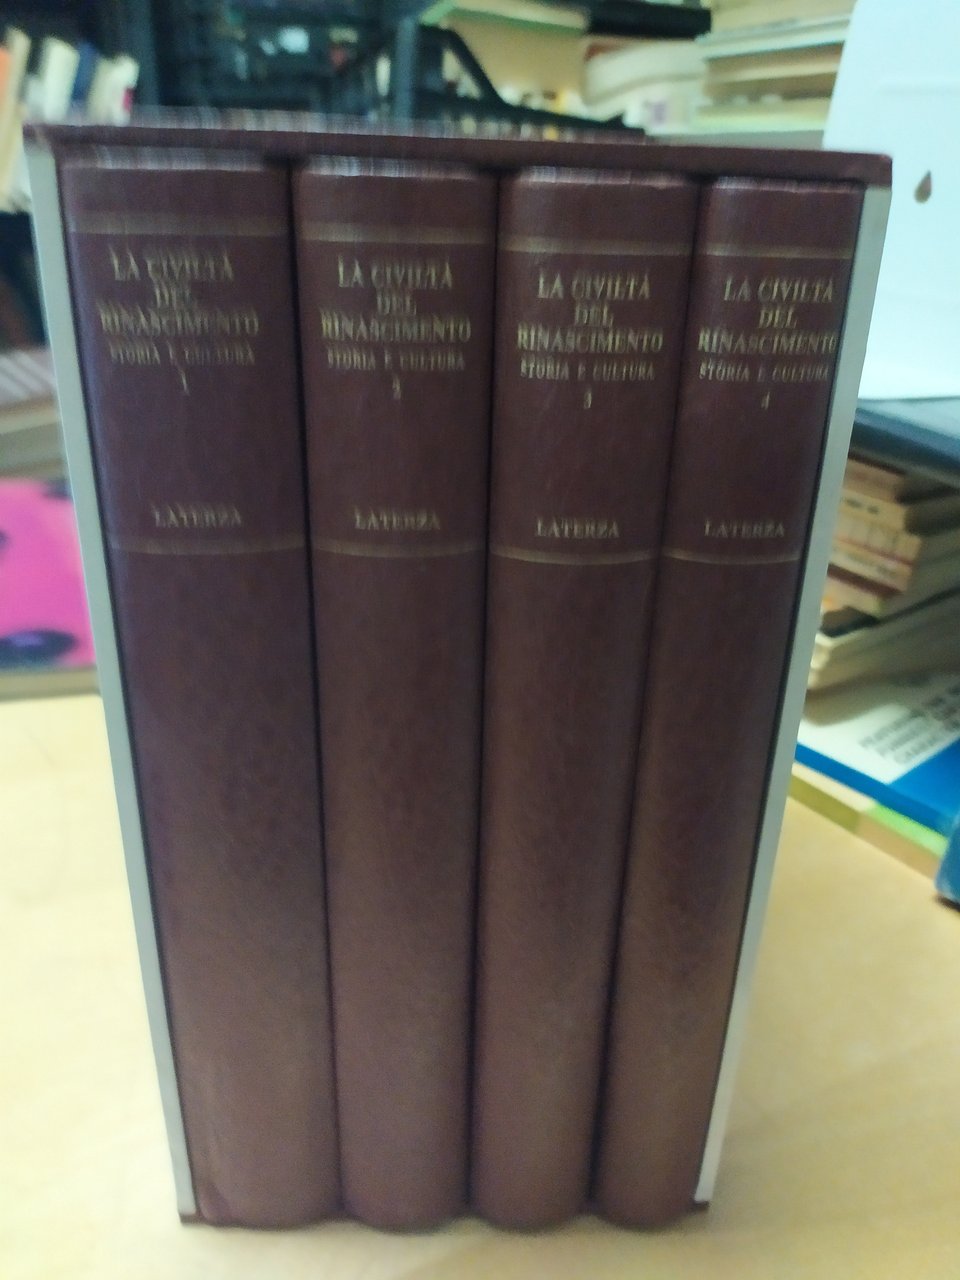 LA CIVILTÀ
DEL
RINASCIMENTO
STORIA E CULTURA
1
LATERZA
LA CIVILTÀ
DEL
RINASCIMENTO
STORIA E CULTURA
2
LATERZA
LA CIVILTÀ
DEL
RINASCIMENTO
STORIA E CULTURA
3
LATERZA
LA CIVILTÀ
DEL
RINASCIMENTO
STORIA E CULTURA
4
LATERZA